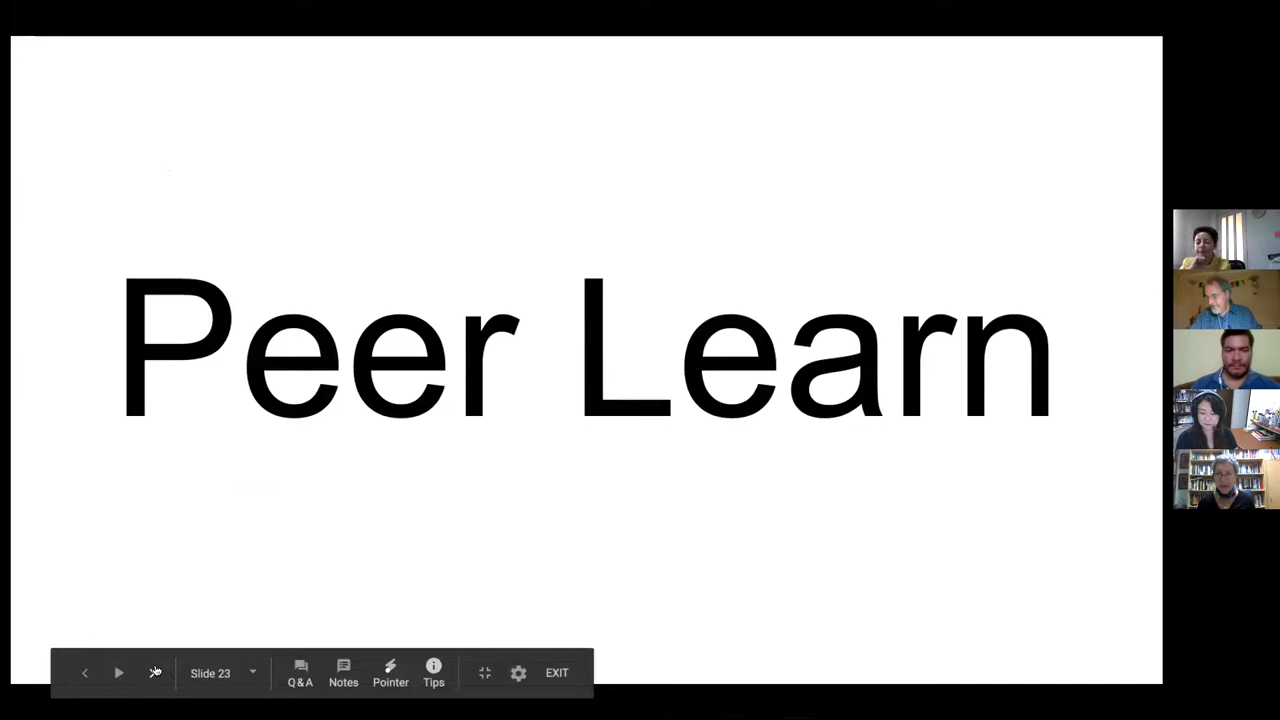 Peer Learn
Slide 23
Q&A
Notes
Pointer
Tips
EXIT